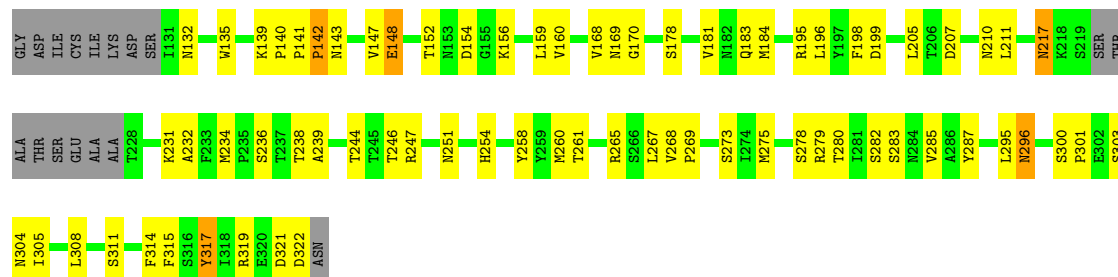 GLY ASP ILE CYS ILE LYS ASP SER I131 N132 W135 K139 P140 P141 P142 N143 V147 E148 T152 N153 D154 G155 K156 L159 V160 V168 N169 G170 S178 V181 N182 Q183 M184 R195 L196 Y197 F198 D199 L205 T206 D207 N210 L211 N217 K218 S219 SER THR
ALA THR SER GLU ALA ALA T228 K231 A232 F233 M234 P235 S236 T237 T238 A239 T244 T245 T246 R247 N251 H254 Y258 Y259 M260 T261 R265 S266 L267 V268 P269 S273 I274 M275 S278 R279 T280 I281 S282 S283 N284 V285 A286 Y287 L295 N296 S300 P301 E302 S303
N304 I305 L308 S311 F314 F315 S316 Y317 I318 R319 E320 D321 D322 ASN